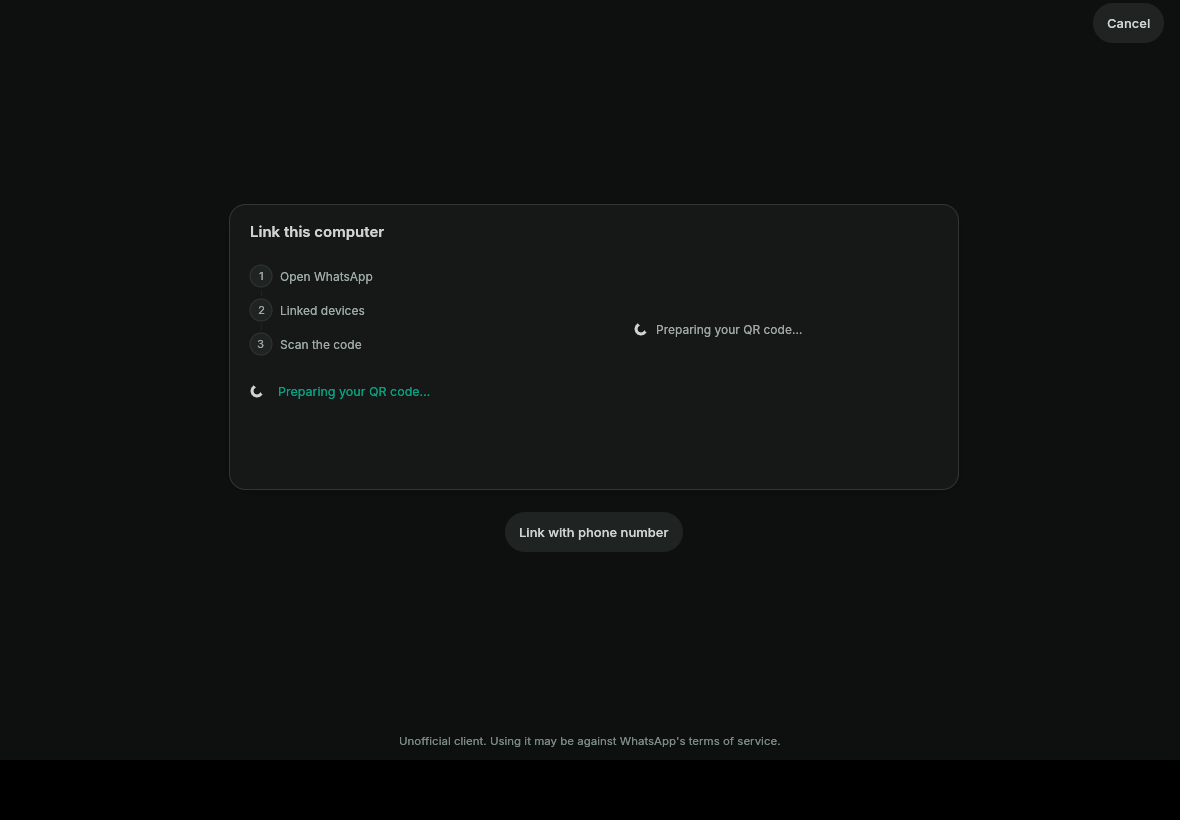 Cancel
Link this computer
1 Open WhatsApp
2 Linked devices
3 Scan the code
Preparing your QR code...
Preparing your QR code...
Link with phone number
Unofficial client. Using it may be against WhatsApp's terms of service.